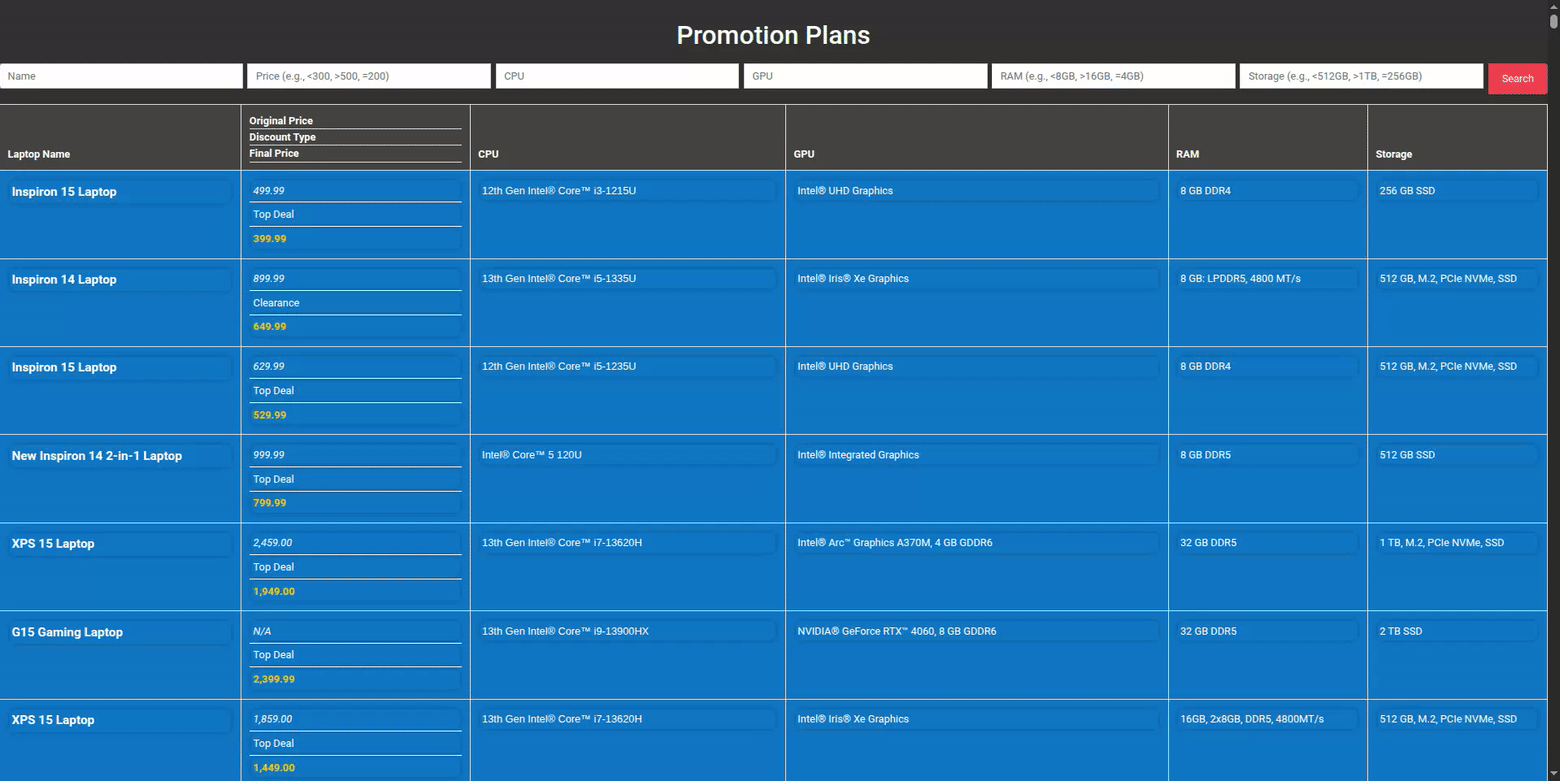 Promotion Plans
Name
Price (e.g., <300, >500, =200)
CPU
GPU
RAM (e.g., <8GB, >16GB, =4GB)
Storage (e.g., <512GB, >1TB, =256GB)
Search
Laptop Name
Original Price
Discount Type
Final Price
CPU
GPU
RAM
Storage
Inspiron 15 Laptop
499.99
Top Deal
399.99
12th Gen Intel® Core™ i3-1215U
Intel® UHD Graphics
8 GB DDR4
256 GB SSD
Inspiron 14 Laptop
899.99
Clearance
649.99
13th Gen Intel® Core™ i5-1335U
Intel® Iris® Xe Graphics
8 GB: LPDDR5, 4800 MT/s
512 GB, M.2, PCIe NVMe, SSD
Inspiron 15 Laptop
629.99
Top Deal
529.99
12th Gen Intel® Core™ i5-1235U
Intel® UHD Graphics
8 GB DDR4
512 GB, M.2, PCIe NVMe, SSD
New Inspiron 14 2-in-1 Laptop
999.99
Top Deal
799.99
Intel® Core™ 5 120U
Intel® Integrated Graphics
8 GB DDR5
512 GB SSD
XPS 15 Laptop
2,459.00
Top Deal
1,949.00
13th Gen Intel® Core™ i7-13620H
Intel® Arc™ Graphics A370M, 4 GB GDDR6
32 GB DDR5
1 TB, M.2, PCIe NVMe, SSD
G15 Gaming Laptop
N/A
Top Deal
2,399.99
13th Gen Intel® Core™ i9-13900HX
NVIDIA® GeForce RTX™ 4060, 8 GB GDDR6
32 GB DDR5
2 TB SSD
XPS 15 Laptop
1,859.00
Top Deal
1,449.00
13th Gen Intel® Core™ i7-13620H
Intel® Iris® Xe Graphics
16GB, 2x8GB, DDR5, 4800MT/s
512 GB, M.2, PCIe NVMe, SSD